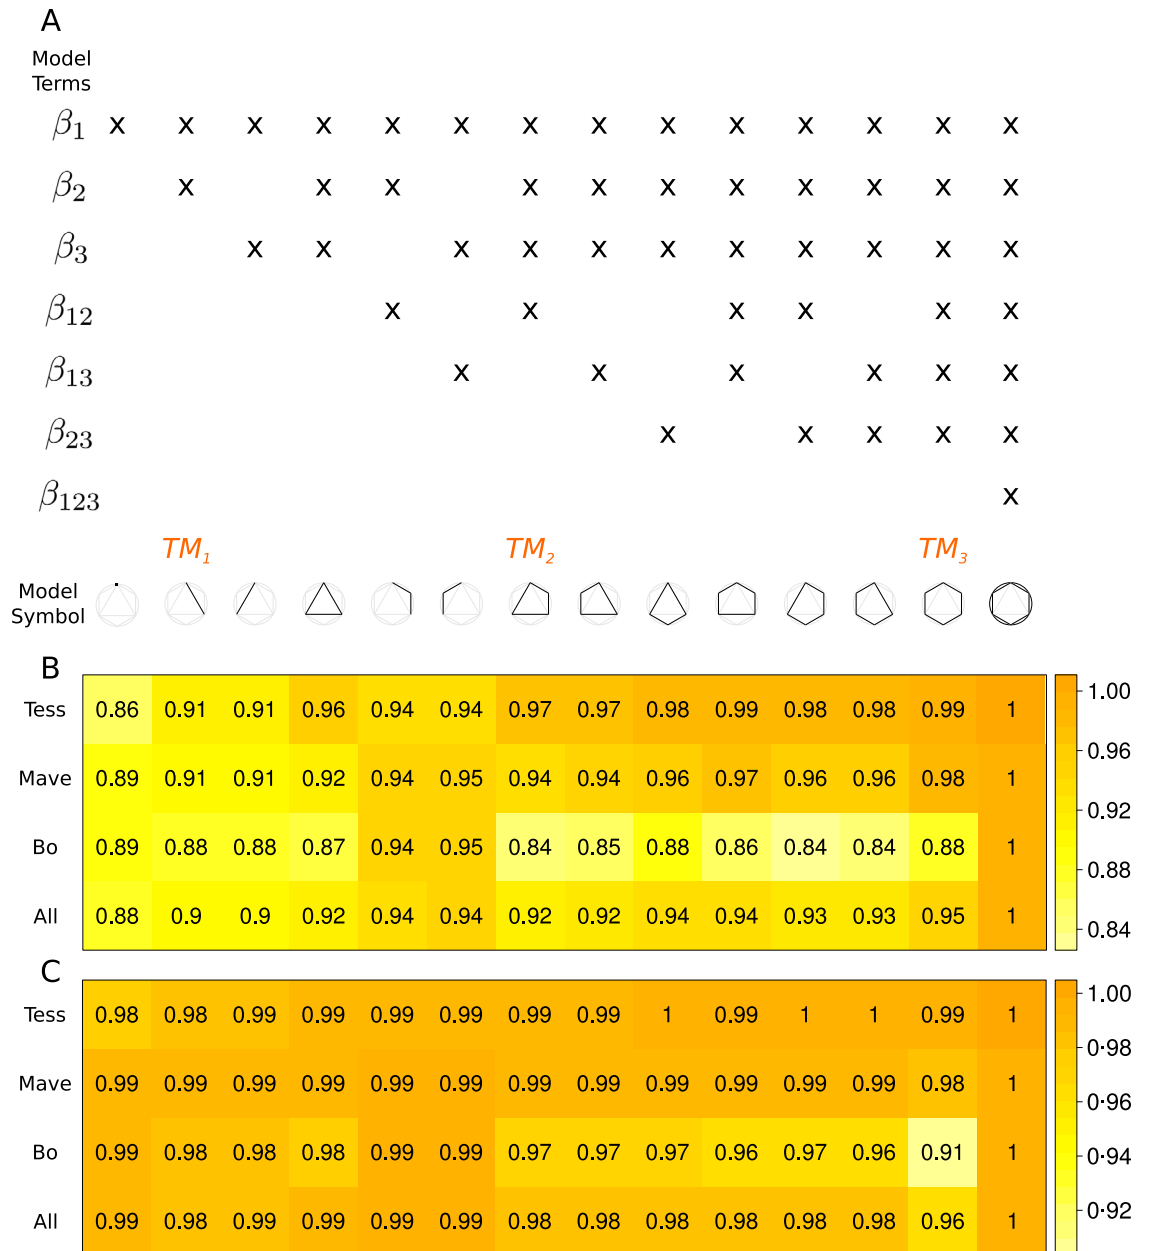 A
Model
Terms
β1 x x x x x x x x x x x x x x
β2 x x x x x x x x x x x
β3 x x x x x x x x x x x
β12 x x x x x x
β13 x x x x x x
β23 x x x x x
β123 x
TM1 TM2 TM3
Model
Symbol
B
Tess 0.86 0.91 0.91 0.96 0.94 0.94 0.97 0.97 0.98 0.99 0.98 0.98 0.99 1
Mave 0.89 0.91 0.91 0.92 0.94 0.95 0.94 0.94 0.96 0.97 0.96 0.96 0.98 1
Bo 0.89 0.88 0.88 0.87 0.94 0.95 0.84 0.85 0.88 0.86 0.84 0.84 0.88 1
All 0.88 0.9 0.9 0.92 0.94 0.94 0.92 0.92 0.94 0.94 0.93 0.93 0.95 1
1.00
0.96
0.92
0.88
0.84
C
Tess 0.98 0.98 0.99 0.99 0.99 0.99 0.99 0.99 1 0.99 1 1 0.99 1
Mave 0.99 0.99 0.99 0.99 0.99 0.99 0.99 0.99 0.99 0.99 0.99 0.99 0.98 1
Bo 0.99 0.98 0.98 0.98 0.99 0.99 0.97 0.97 0.97 0.96 0.97 0.96 0.91 1
All 0.99 0.98 0.99 0.99 0.99 0.99 0.98 0.98 0.98 0.98 0.98 0.98 0.96 1
1.00
0.98
0.96
0.94
0.92